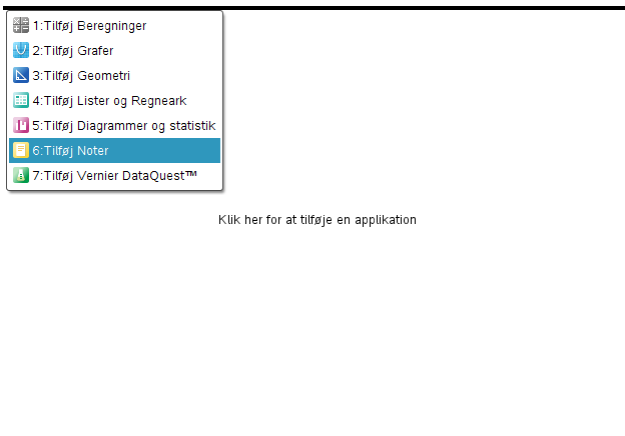 1:Tilføj Beregninger
2:Tilføj Grafer
3:Tilføj Geometri
4:Tilføj Lister og Regneark
5:Tilføj Diagrammer og statistik
6:Tilføj Noter
7:Tilføj Vernier DataQuest™
Klik her for at tilføje en applikation